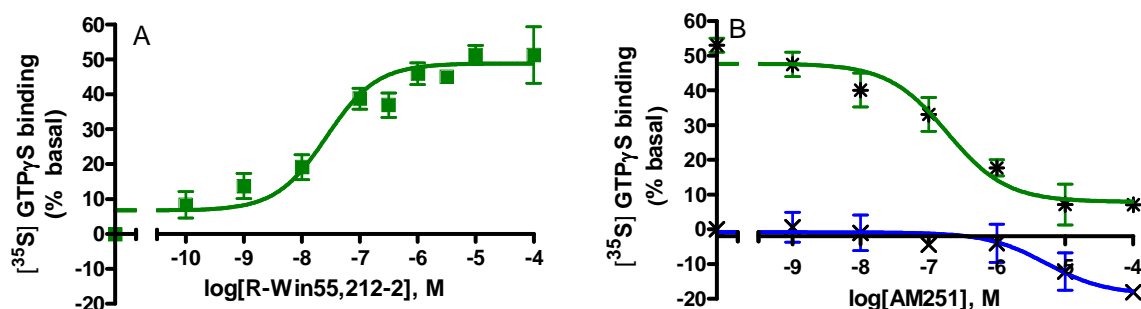 A
[³⁵S] GTPγS binding
(% basal)
60
50
40
30
20
10
0
-10
-20
-10 -9 -8 -7 -6 -5 -4
log[R-Win55,212-2], M
B
[³⁵S] GTPγS binding
(% basal)
60
50
40
30
20
10
0
-10
-20
-9 -8 -7 -6 -5 -4
log[AM251], M